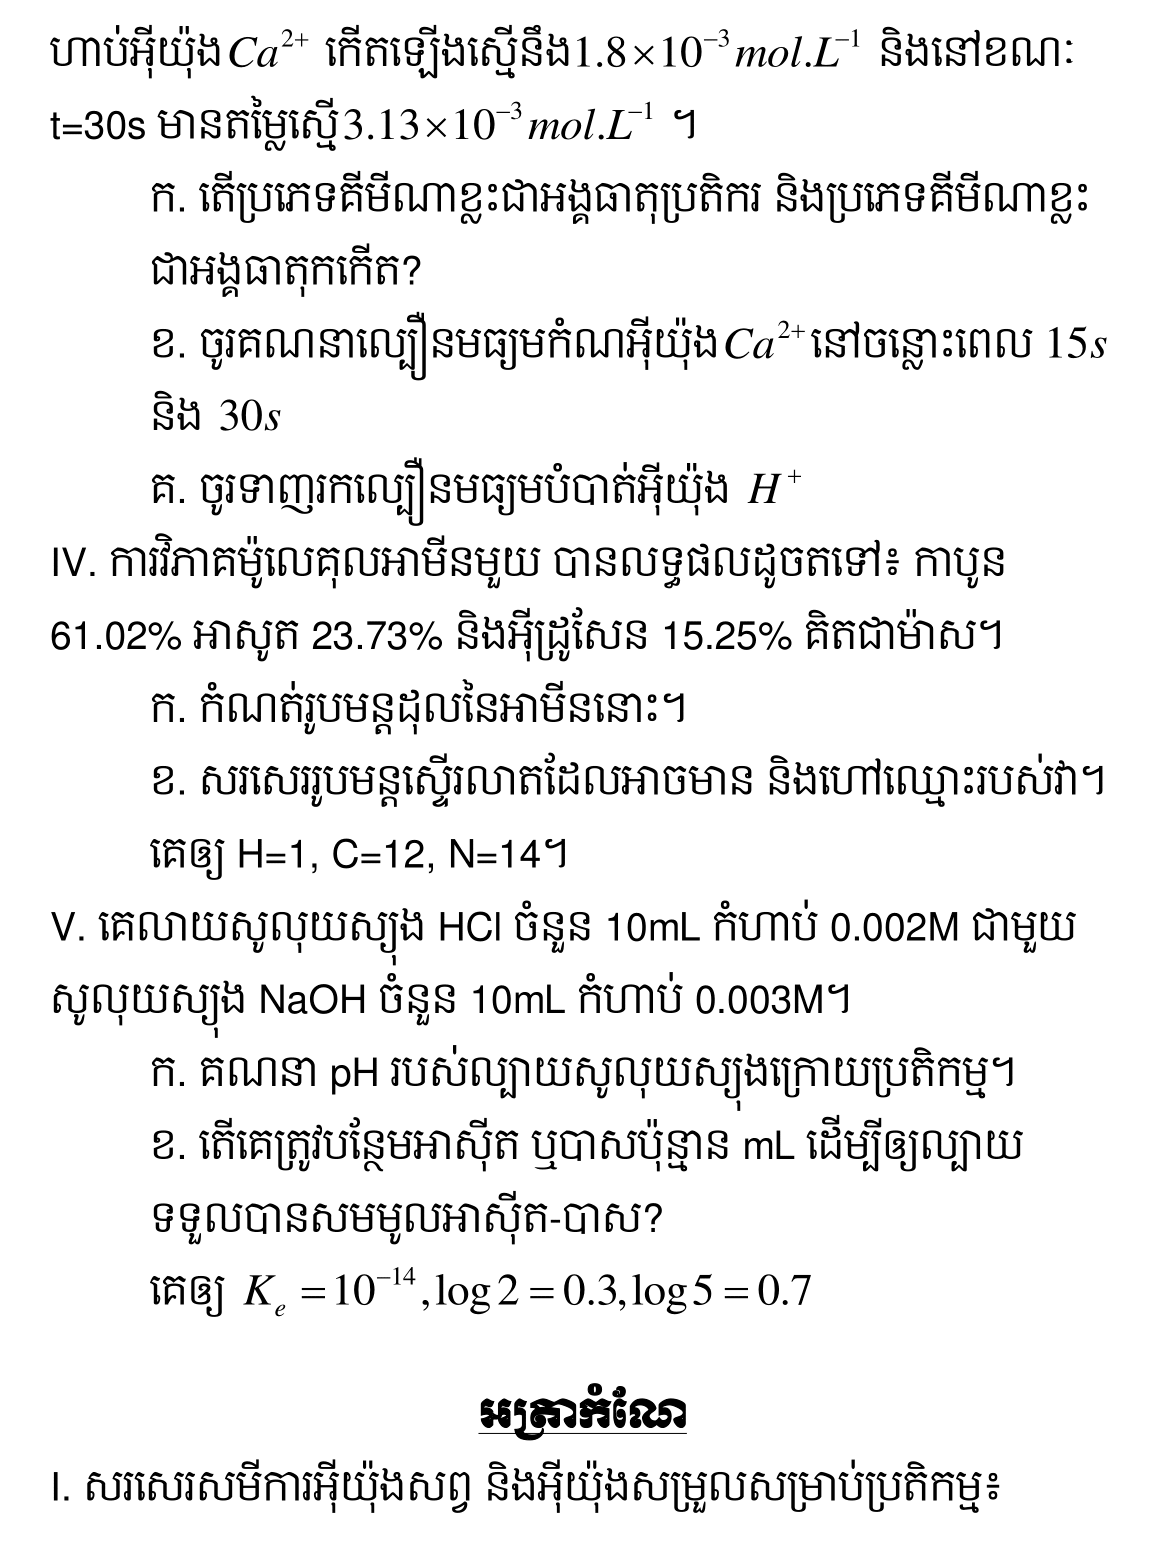 ហាប់អ៊ីយ៉ុង Ca²⁺ កើតឡើងស្មើនឹង 1.8×10⁻³ mol.L⁻¹ និងនៅខណៈ
t=30s មានតម្លៃស្មើ 3.13×10⁻³ mol.L⁻¹ ។
ក. តើប្រភេទគីមីណាខ្លះជាអង្គធាតុប្រតិករ និងប្រភេទគីមីណាខ្លះ
ជាអង្គធាតុកកើត?
ខ. ចូរគណនាល្បឿនមធ្យមកំណអ៊ីយ៉ុង Ca²⁺ នៅចន្លោះពេល 15s
និង 30s
គ. ចូរទាញរកល្បឿនមធ្យមបំបាត់អ៊ីយ៉ុង H⁺
IV. ការវិភាគម៉ូលេគុលអាមីនមួយ បានលទ្ធផលដូចតទៅ៖ កាបូន
61.02% អាសូត 23.73% និងអ៊ីដ្រូសែន 15.25% គិតជាម៉ាស។
ក. កំណត់រូបមន្តដុលនៃអាមីននោះ។
ខ. សរសេររូបមន្តស្ទើរលាតដែលអាចមាន និងហៅឈ្មោះរបស់វា។
គេឲ្យ H=1, C=12, N=14។
V. គេលាយសូលុយស្យុង HCl ចំនួន 10mL កំហាប់ 0.002M ជាមួយ
សូលុយស្យុង NaOH ចំនួន 10mL កំហាប់ 0.003M។
ក. គណនា pH របស់ល្បាយសូលុយស្យុងក្រោយប្រតិកម្ម។
ខ. តើគេត្រូវបន្ថែមអាស៊ីត ឬបាសប៉ុន្មាន mL ដើម្បីឲ្យល្បាយ
ទទួលបានសមមូលអាស៊ីត-បាស?
គេឲ្យ Kₑ = 10⁻¹⁴, log 2 = 0.3, log 5 = 0.7
អត្រាកំណែ
I. សរសេរសមីការអ៊ីយ៉ុងសព្វ និងអ៊ីយ៉ុងសម្រួលសម្រាប់ប្រតិកម្ម៖